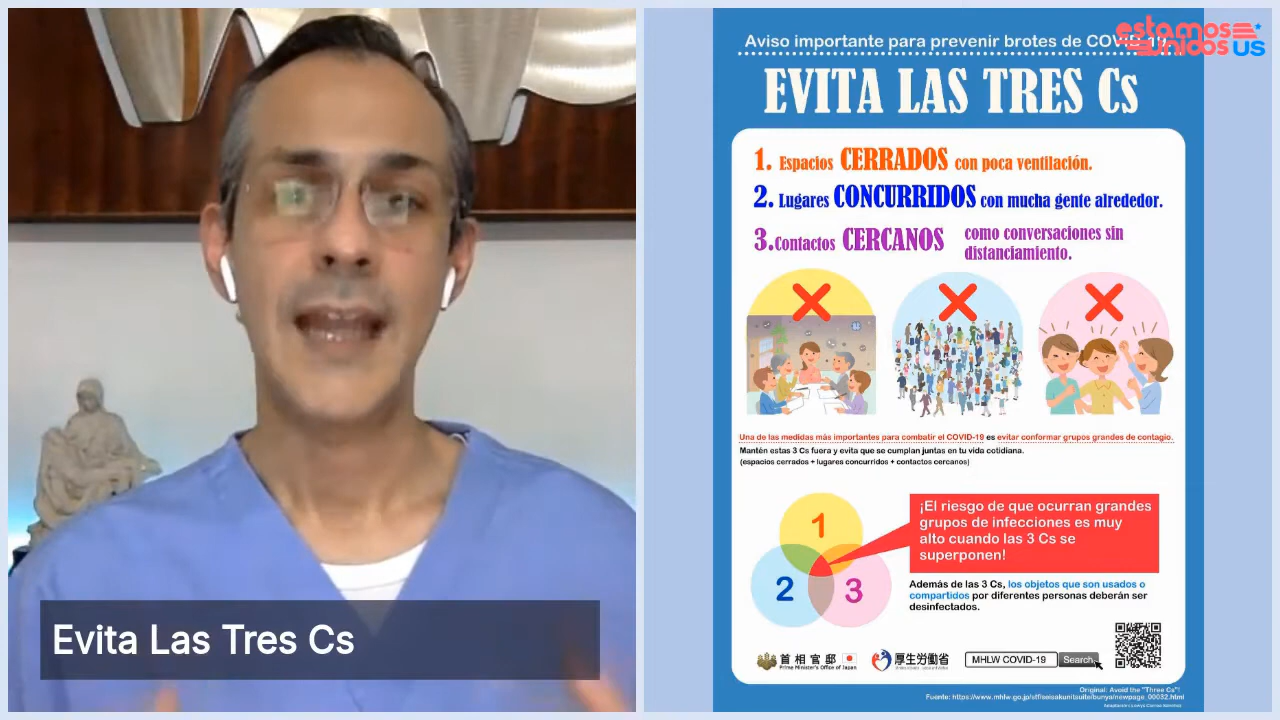 Evita Las Tres Cs
estamos
unidos US
Aviso importante para prevenir brotes de COVID-19
EVITA LAS TRES Cs
1. Espacios CERRADOS con poca ventilación.
2. Lugares CONCURRIDOS con mucha gente alrededor.
3.Contactos CERCANOS como conversaciones sin
distanciamiento.
Una de las medidas más importantes para combatir el COVID-19 es evitar conformar grupos grandes de contagio.
Mantén estas 3 Cs fuera y evita que se cumplan juntas en tu vida cotidiana.
(espacios cerrados + lugares concurridos + contactos cercanos)
1
2
3
¡El riesgo de que ocurran grandes
grupos de infecciones es muy
alto cuando las 3 Cs se
superponen!
Además de las 3 Cs, los objetos que son usados o
compartidos por diferentes personas deberán ser
desinfectados.
首相官邸
Prime Minister's Office of Japan
厚生労働省
MHLW COVID-19 Search
Original: Avoid the "Three Cs"!